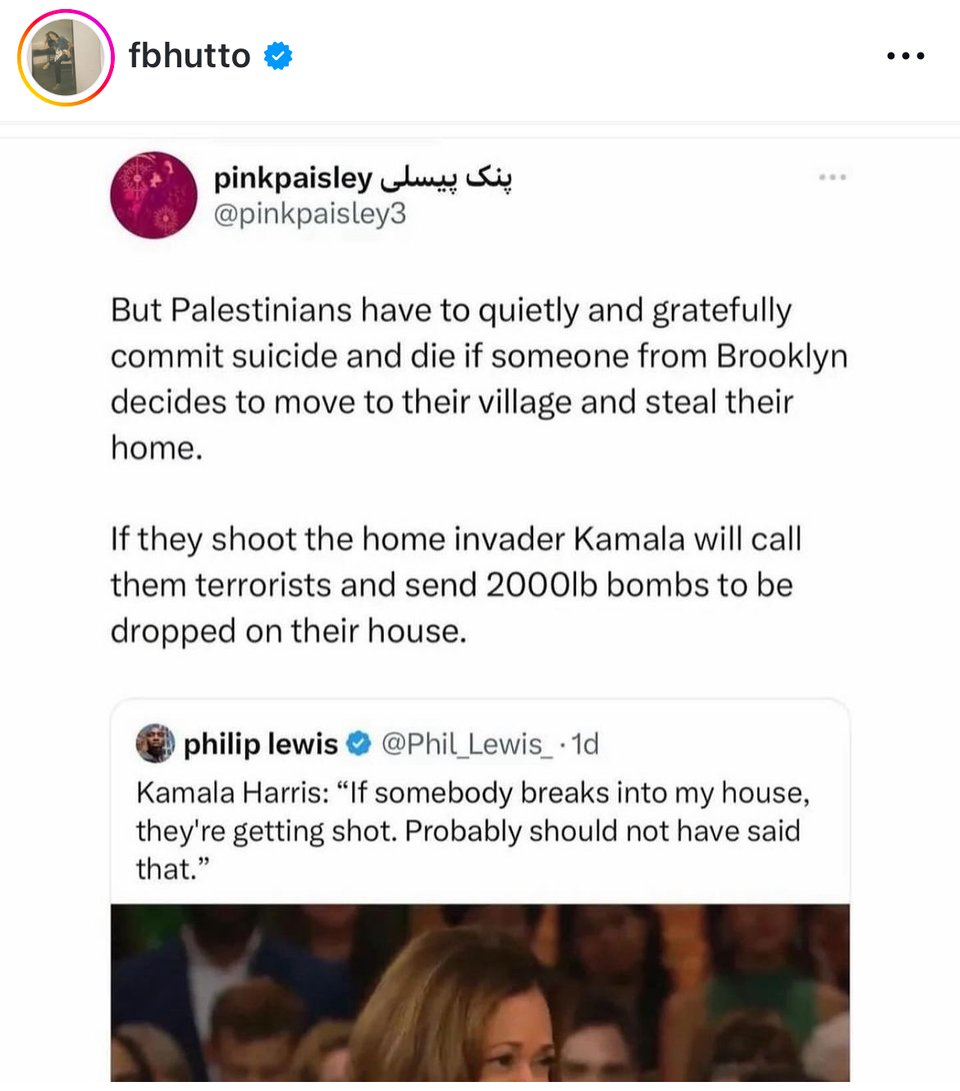 fbhutto
pinkpaisley پنک پیسلی
@pinkpaisley3
But Palestinians have to quietly and gratefully
commit suicide and die if someone from Brooklyn
decides to move to their village and steal their
home.
If they shoot the home invader Kamala will call
them terrorists and send 2000lb bombs to be
dropped on their house.
philip lewis @Phil_Lewis_ · 1d
Kamala Harris: “If somebody breaks into my house,
they're getting shot. Probably should not have said
that.”